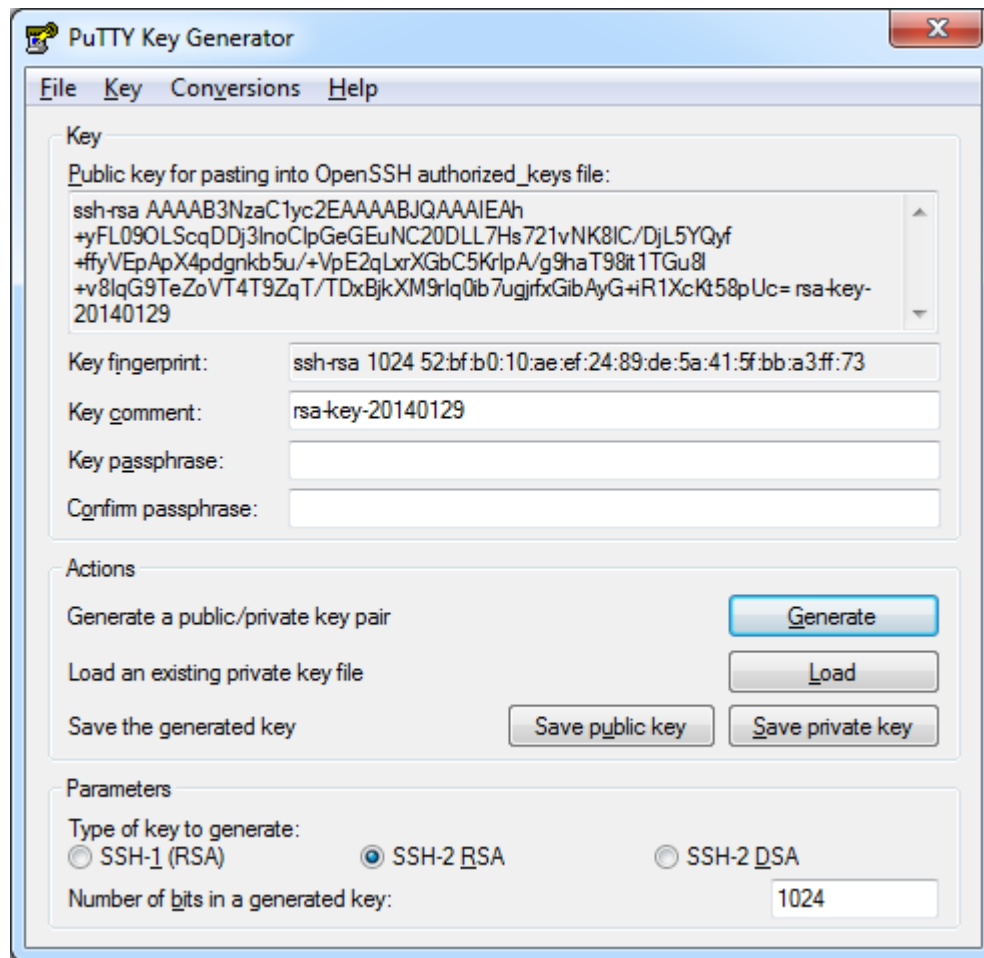 PuTTY Key Generator
File Key Conversions Help
Key
Public key for pasting into OpenSSH authorized_keys file:
ssh-rsa AAAAB3NzaC1yc2EAAAABJQAAAIEAh
+yFL09OLScqDDj3lnoClpGeGEuNC20DLL7Hs721vNK8IC/DjL5YQyf
+ffyVEpApX4pdgnkb5u/+VpE2qLxrXGbC5KrlpA/g9haT98it1TGu8l
+v8lqG9TeZoVT4T9ZqT/TDxBjkXM9rlq0ib7ugjrfxGibAyG+iR1XcKt58pUc= rsa-key-
20140129
Key fingerprint: ssh-rsa 1024 52:bf:b0:10:ae:ef:24:89:de:5a:41:5f:bb:a3:ff:73
Key comment: rsa-key-20140129
Key passphrase:
Confirm passphrase:
Actions
Generate a public/private key pair Generate
Load an existing private key file Load
Save the generated key Save public key Save private key
Parameters
Type of key to generate:
SSH-1 (RSA) SSH-2 RSA SSH-2 DSA
Number of bits in a generated key: 1024